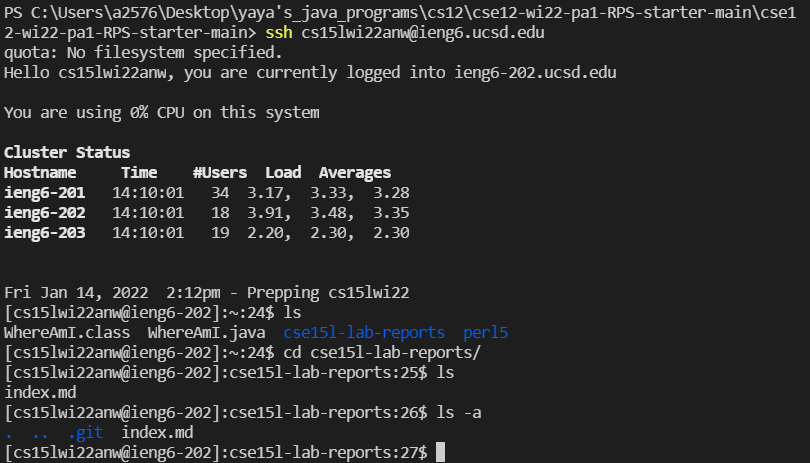 PS C:\Users\a2576\Desktop\yaya's_java_programs\cs12\cse12-wi22-pa1-RPS-starter-main\cse1
2-wi22-pa1-RPS-starter-main> ssh cs15lwi22anw@ieng6.ucsd.edu
quota: No filesystem specified.
Hello cs15lwi22anw, you are currently logged into ieng6-202.ucsd.edu
You are using 0% CPU on this system
Cluster Status
Hostname     Time    #Users  Load  Averages
ieng6-201   14:10:01   34  3.17,  3.33,  3.28
ieng6-202   14:10:01   18  3.91,  3.48,  3.35
ieng6-203   14:10:01   19  2.20,  2.30,  2.30
Fri Jan 14, 2022  2:12pm - Prepping cs15lwi22
[cs15lwi22anw@ieng6-202]:~:24$ ls
WhereAmI.class  WhereAmI.java  cse15l-lab-reports  perl5
[cs15lwi22anw@ieng6-202]:~:24$ cd cse15l-lab-reports/
[cs15lwi22anw@ieng6-202]:cse15l-lab-reports:25$ ls
index.md
[cs15lwi22anw@ieng6-202]:cse15l-lab-reports:26$ ls -a
.  ..  .git  index.md
[cs15lwi22anw@ieng6-202]:cse15l-lab-reports:27$